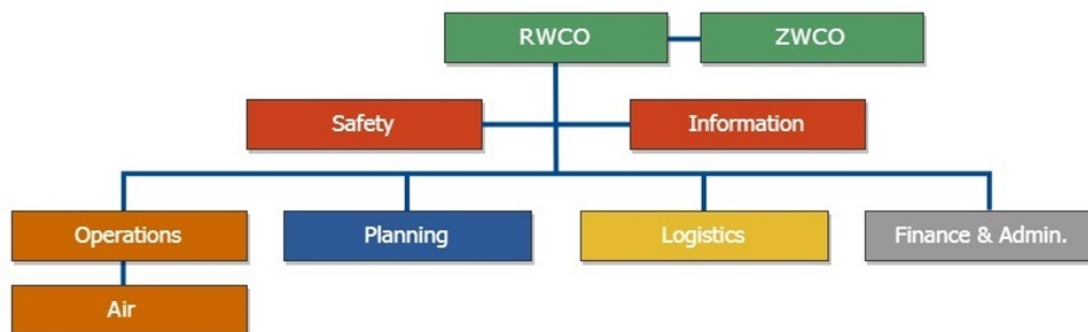 RWCO
ZWCO
Safety
Information
Operations
Planning
Logistics
Finance & Admin.
Air